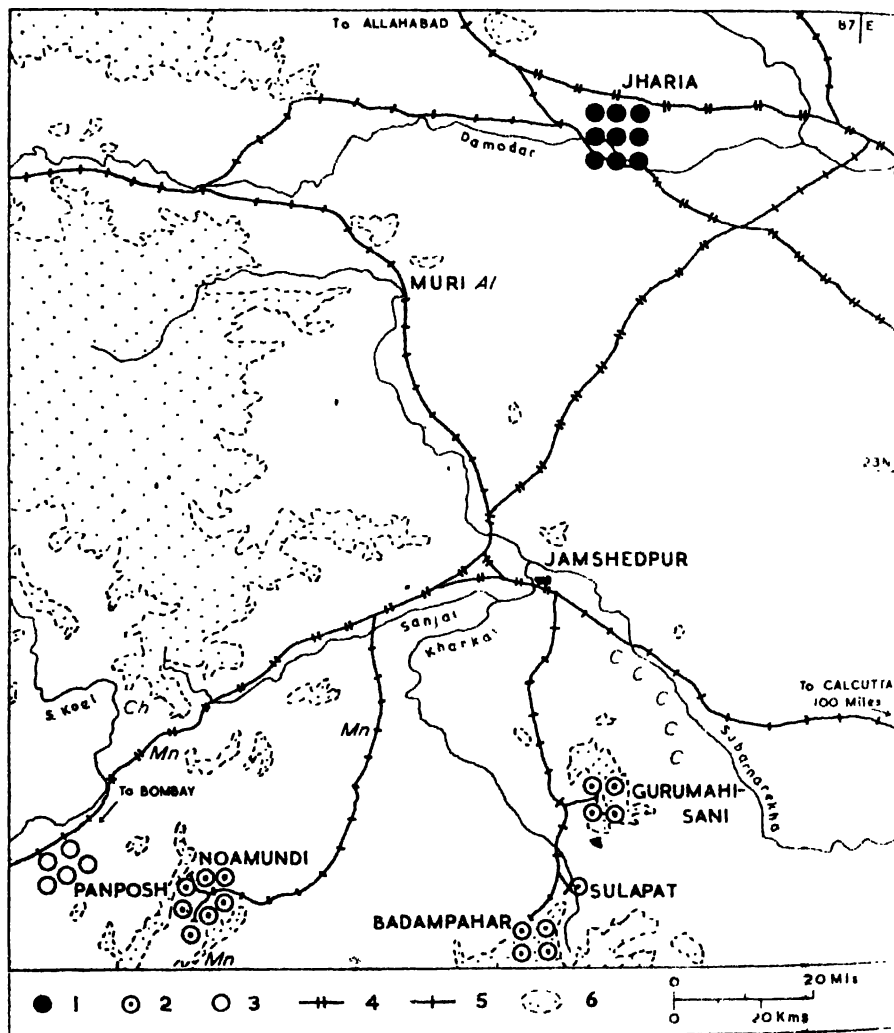 To ALLAHABAD
87 E
JHARIA
Damodar
MURI Al
23N
JAMSHEDPUR
Sanjai
Kharkai
S. Koel
Ch
Mn
Mn
C
C
C
C
C
To CALCUTTA
100 Miles
Subarnarekha
To BOMBAY
GURUMAHI-
SANI
NOAMUNDI
PANPOSH
SULAPAT
BADAMPAHAR
Mn
1 2 3 4 5 6
0 20 Mls
0 20 Kms